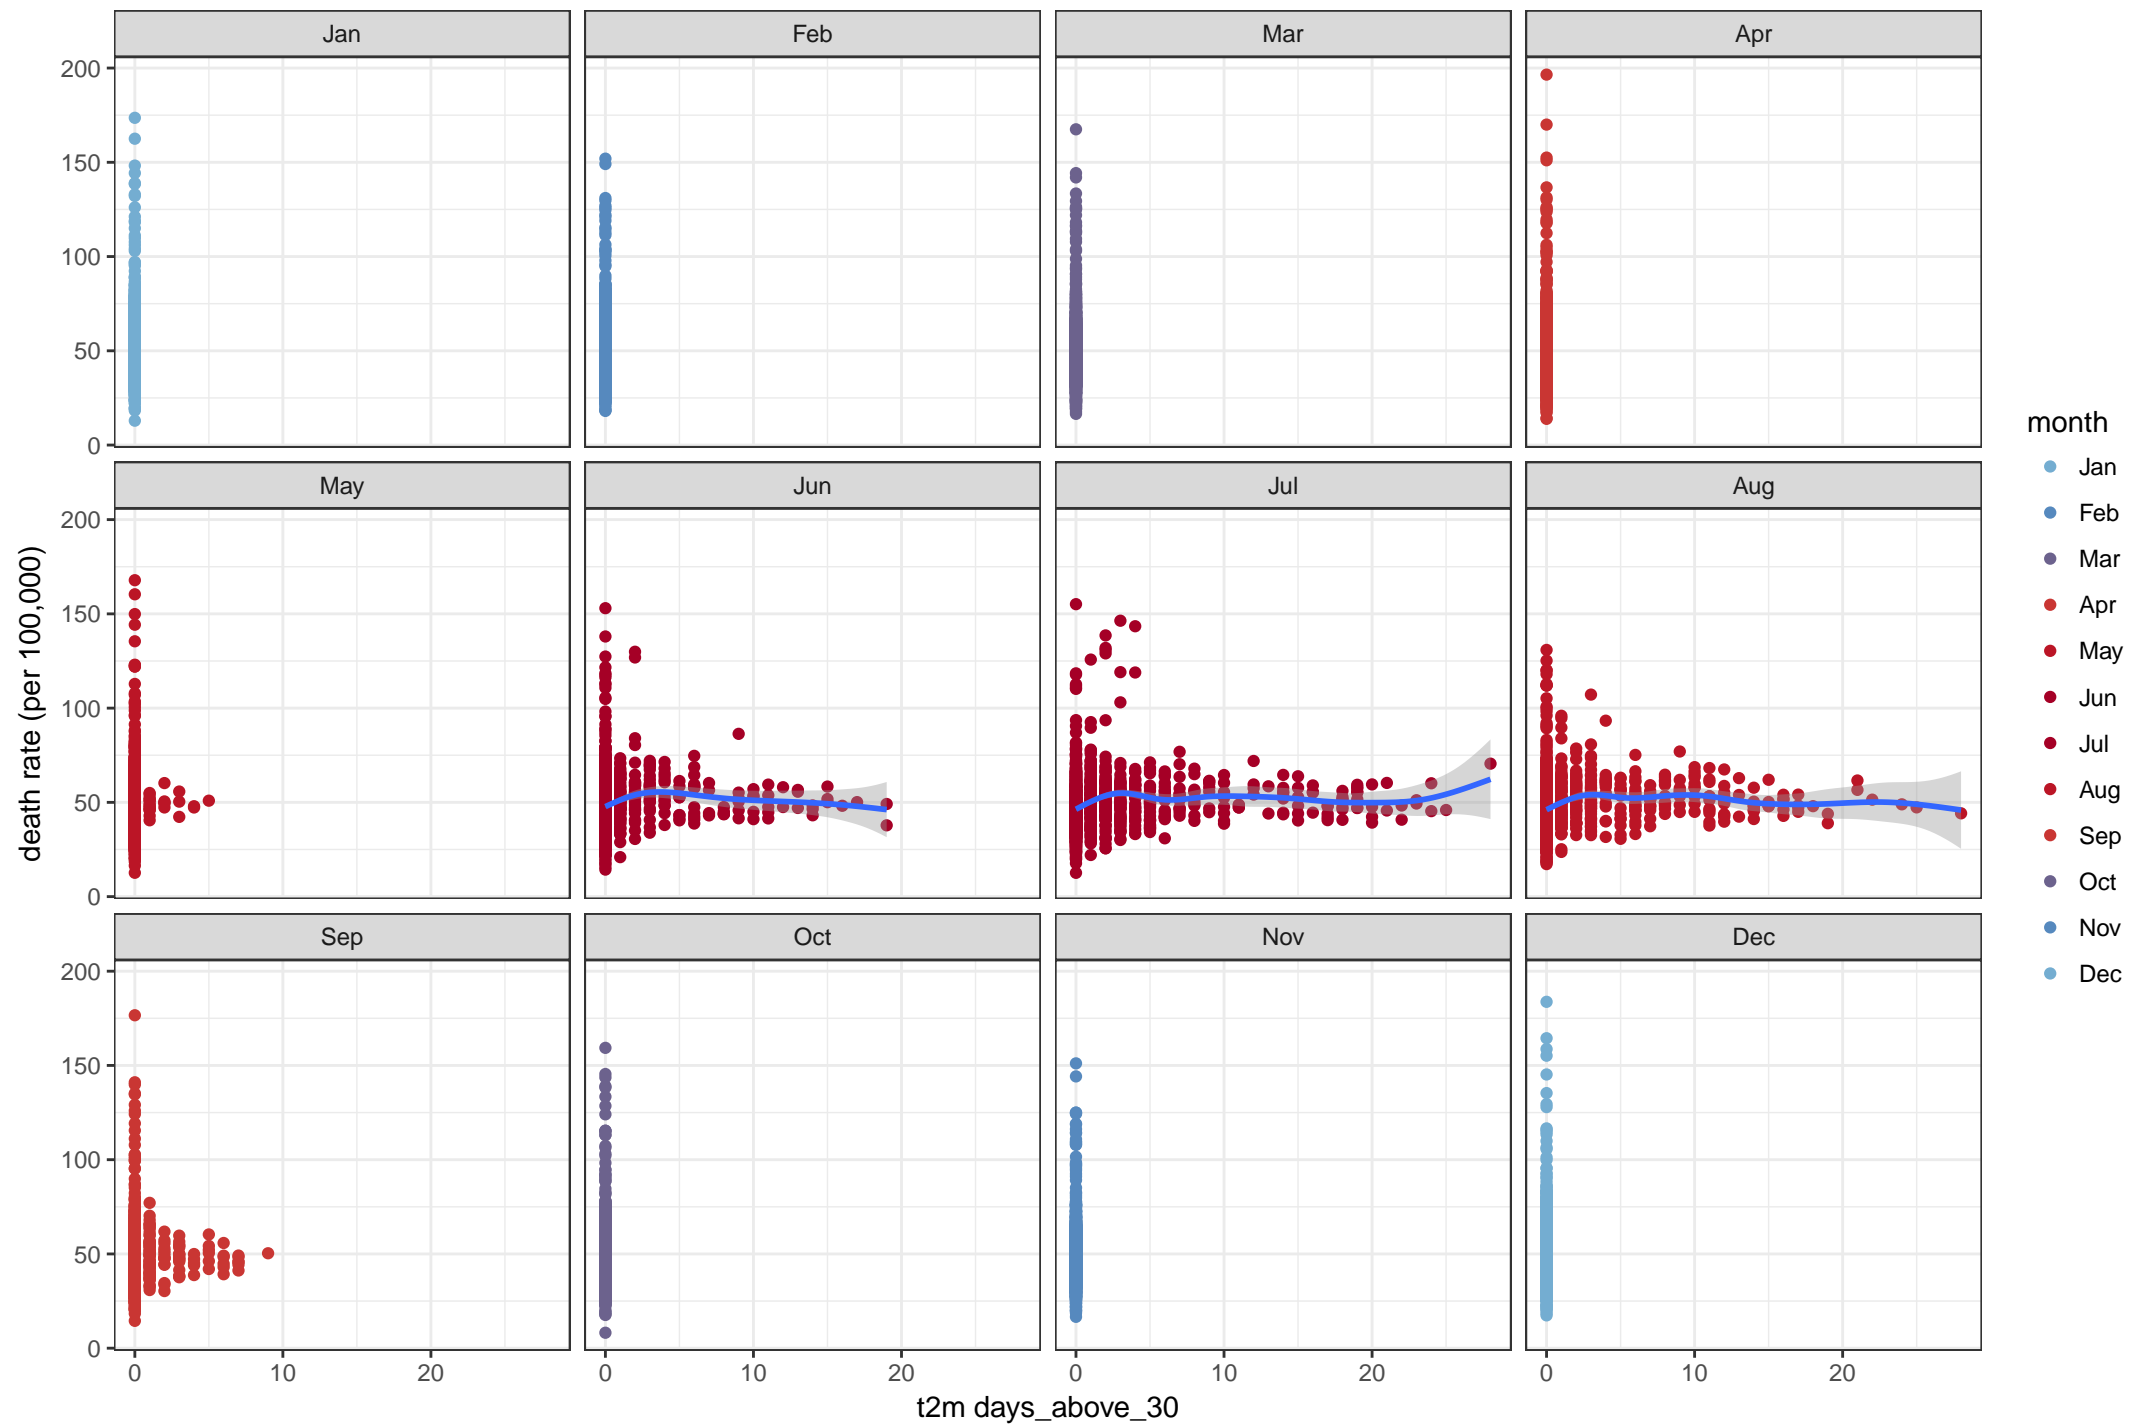 Jan Feb Mar Apr
200
150
100
50
0
May Jun Jul Aug
200
150
100
50
0
Sep Oct Nov Dec
200
150
100
50
0
0 10 20 0 10 20 0 10 20 0 10 20
t2m days_above_30
death rate (per 100,000)
month
Jan
Feb
Mar
Apr
May
Jun
Jul
Aug
Sep
Oct
Nov
Dec